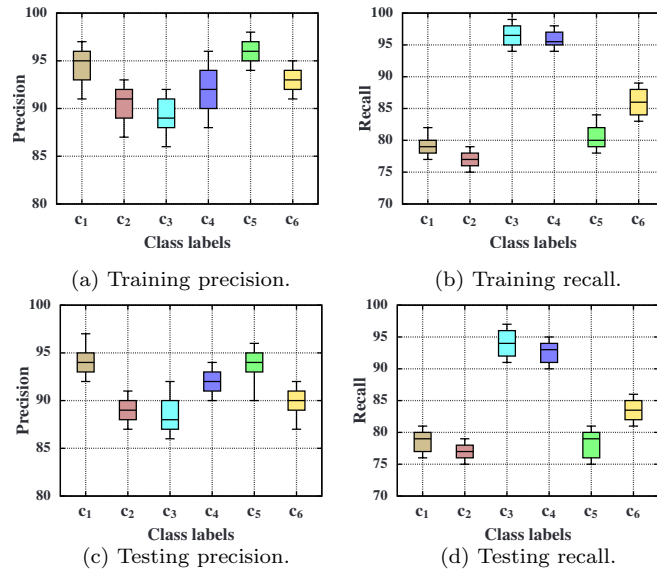 100
95
90
85
80
Precision
c1 c2 c3 c4 c5 c6
Class labels
(a) Training precision.
100
95
90
85
80
75
70
Recall
c1 c2 c3 c4 c5 c6
Class labels
(b) Training recall.
100
95
90
85
80
Precision
c1 c2 c3 c4 c5 c6
Class labels
(c) Testing precision.
100
95
90
85
80
75
70
Recall
c1 c2 c3 c4 c5 c6
Class labels
(d) Testing recall.